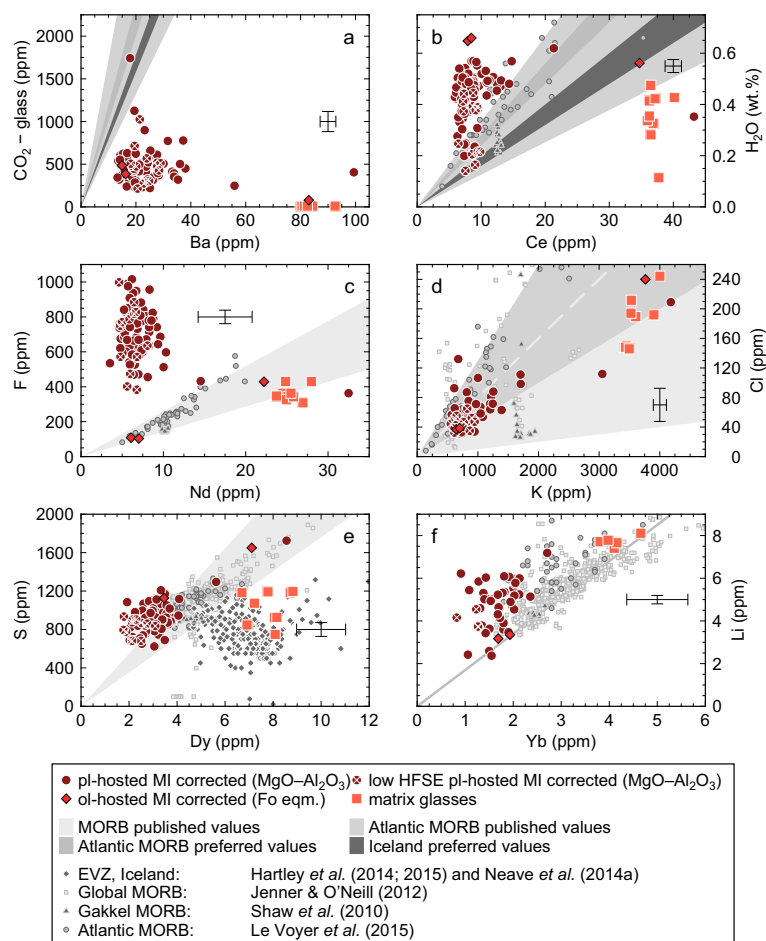 a
b
CO2 – glass (ppm)
2250
2000
1500
1000
500
0
0 20 40 60 80 100
Ba (ppm)
0.6
0.4
0.2
0.0
H2O (wt.%)
0 10 20 30 40
Ce (ppm)
c
d
F (ppm)
1000
800
600
400
200
0
0 10 20 30
Nd (ppm)
240
200
160
120
80
40
0
Cl (ppm)
0 1000 2000 3000 4000
K (ppm)
e
f
S (ppm)
2000
1600
1200
800
400
0
0 2 4 6 8 10 12
Dy (ppm)
8
6
4
2
0
Li (ppm)
0 1 2 3 4 5 6
Yb (ppm)
pl-hosted MI corrected (MgO–Al2O3) low HFSE pl-hosted MI corrected (MgO–Al2O3)
ol-hosted MI corrected (Fo eqm.) matrix glasses
MORB published values Atlantic MORB published values
Atlantic MORB preferred values Iceland preferred values
EVZ, Iceland: Hartley et al. (2014; 2015) and Neave et al. (2014a)
Global MORB: Jenner & O'Neill (2012)
Gakkel MORB: Shaw et al. (2010)
Atlantic MORB: Le Voyer et al. (2015)